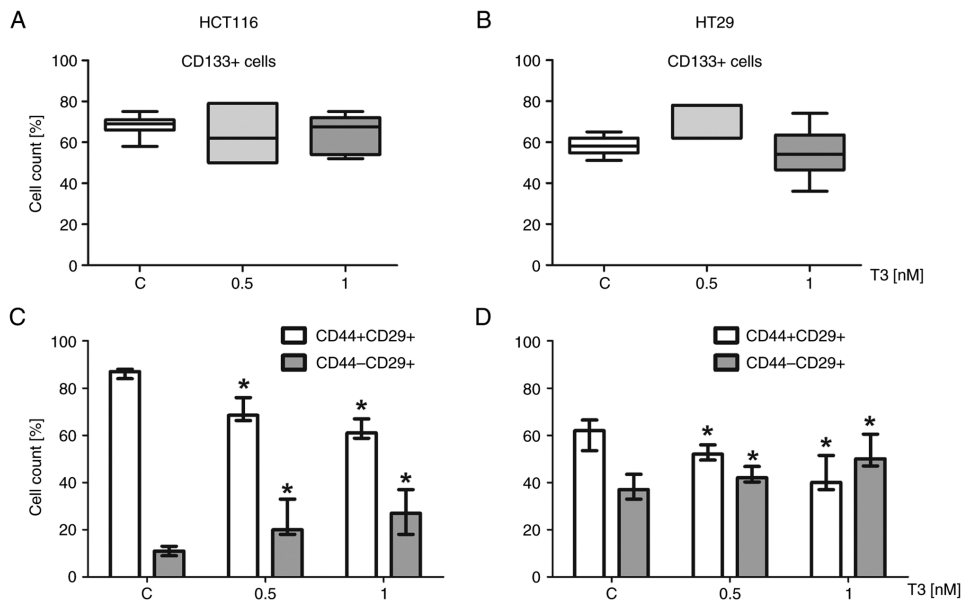 A
HCT116
CD133+ cells
Cell count [%]
100
80
60
40
20
0
C
0.5
1
B
HT29
CD133+ cells
100
80
60
40
20
0
C
0.5
1
T3 [nM]
C
CD44+CD29+
CD44–CD29+
Cell count [%]
100
80
60
40
20
0
* * * *
C
0.5
1
D
CD44+CD29+
CD44–CD29+
100
80
60
40
20
0
* * * *
C
0.5
1
T3 [nM]